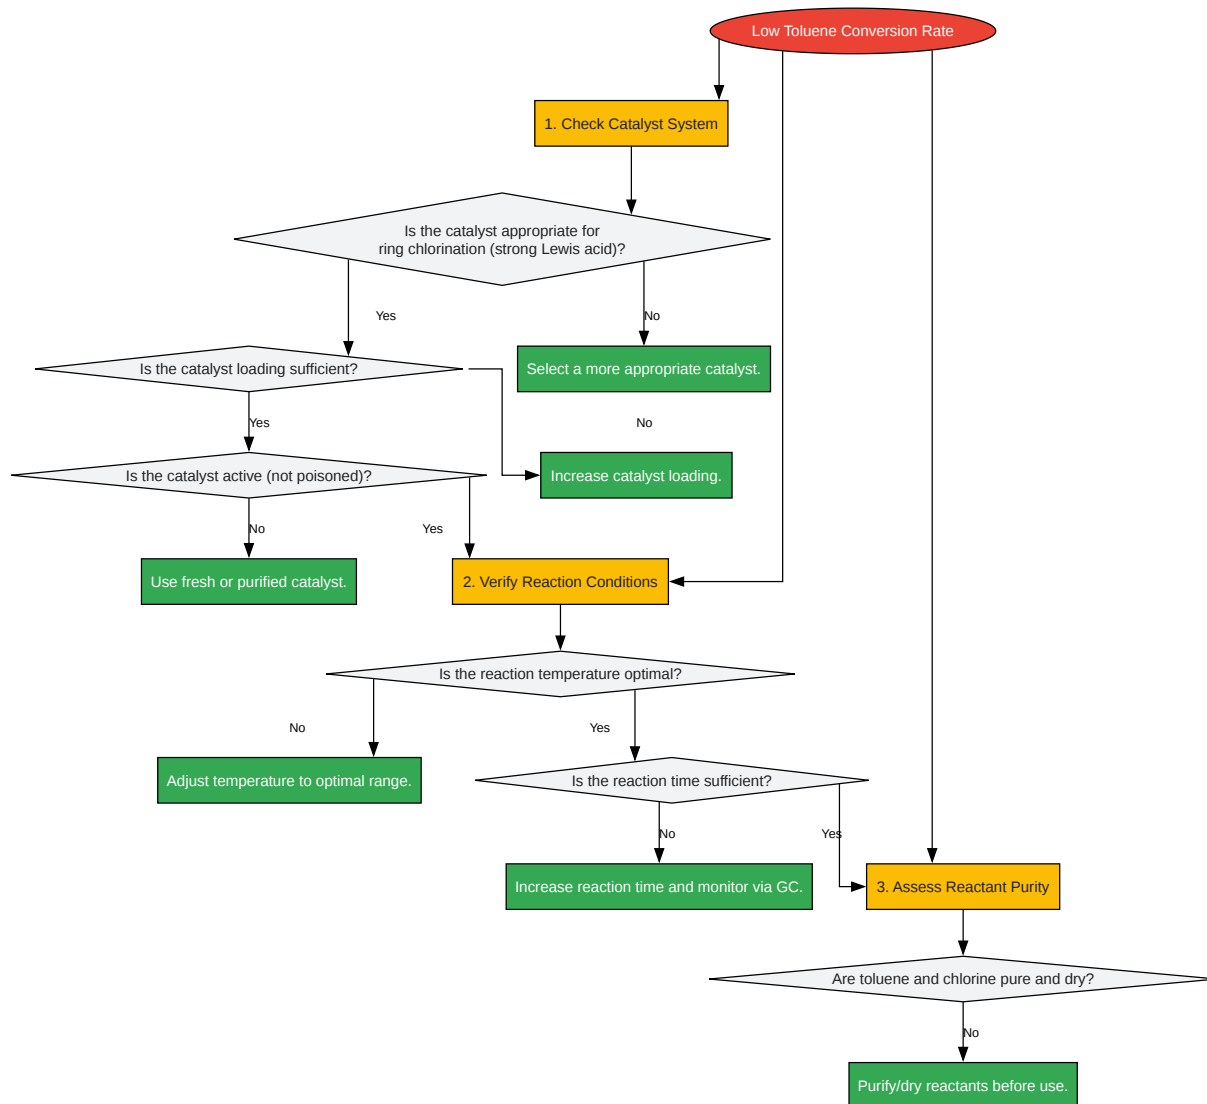 Low Toluene Conversion Rate
1. Check Catalyst System
Is the catalyst appropriate for
ring chlorination (strong Lewis acid)?
Yes
No
Is the catalyst loading sufficient?
Select a more appropriate catalyst.
Yes
No
Is the catalyst active (not poisoned)?
Increase catalyst loading.
No
Yes
Use fresh or purified catalyst.
2. Verify Reaction Conditions
Is the reaction temperature optimal?
No
Yes
Adjust temperature to optimal range.
Is the reaction time sufficient?
No
Yes
Increase reaction time and monitor via GC.
3. Assess Reactant Purity
Are toluene and chlorine pure and dry?
No
Purify/dry reactants before use.